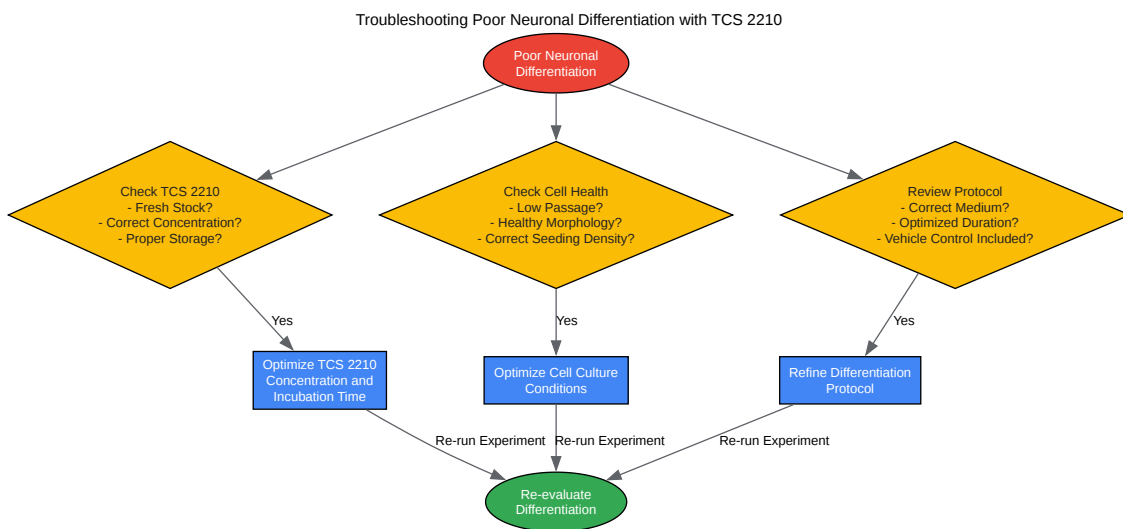 Troubleshooting Poor Neuronal Differentiation with TCS 2210
Poor Neuronal
Differentiation
Check TCS 2210
- Fresh Stock?
- Correct Concentration?
- Proper Storage?
Check Cell Health
- Low Passage?
- Healthy Morphology?
- Correct Seeding Density?
Review Protocol
- Correct Medium?
- Optimized Duration?
- Vehicle Control Included?
Yes
Yes
Yes
Optimize TCS 2210
Concentration and
Incubation Time
Optimize Cell Culture
Conditions
Refine Differentiation
Protocol
Re-run Experiment
Re-run Experiment
Re-run Experiment
Re-evaluate
Differentiation